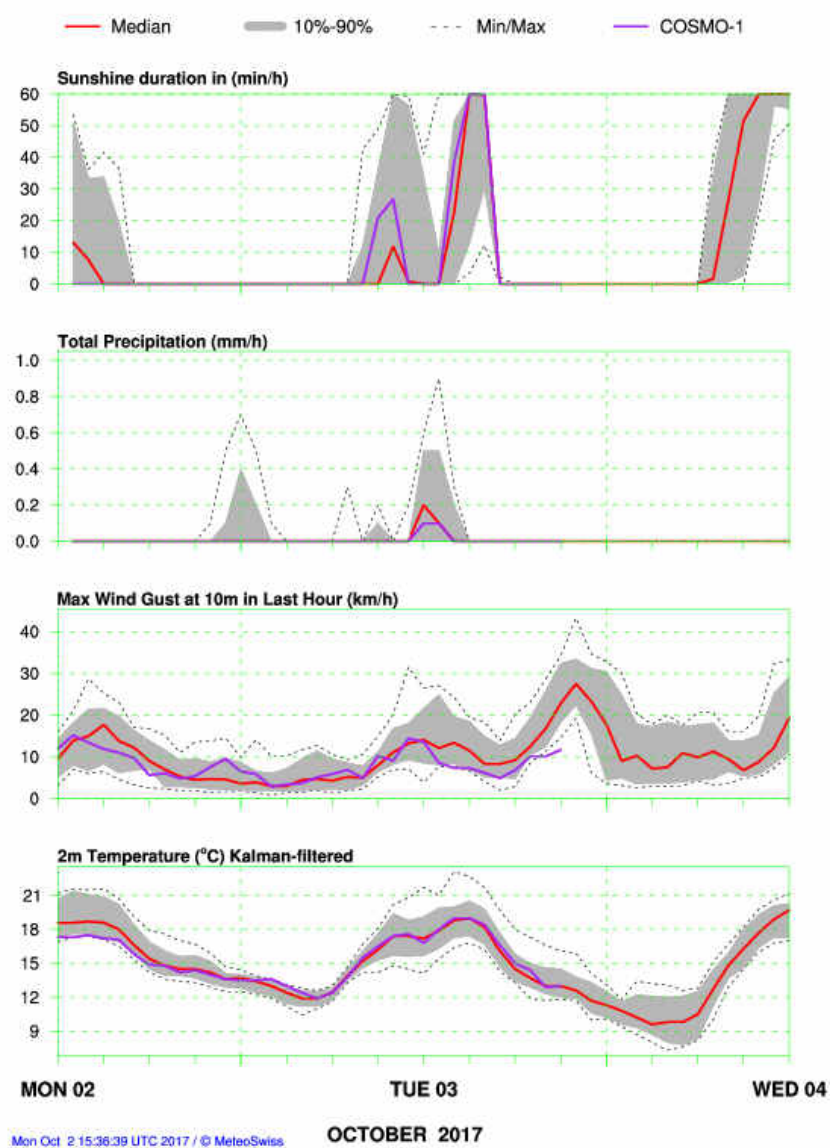 Median 10%-90% Min/Max COSMO-1
Sunshine duration in (min/h)
60
50
40
30
20
10
0
Total Precipitation (mm/h)
1.0
0.8
0.6
0.4
0.2
0.0
Max Wind Gust at 10m in Last Hour (km/h)
40
30
20
10
0
2m Temperature (°C) Kalman-filtered
21
18
15
12
9
MON 02 TUE 03 WED 04
OCTOBER 2017
Mon Oct 2 15:36:39 UTC 2017 / © MeteoSwiss